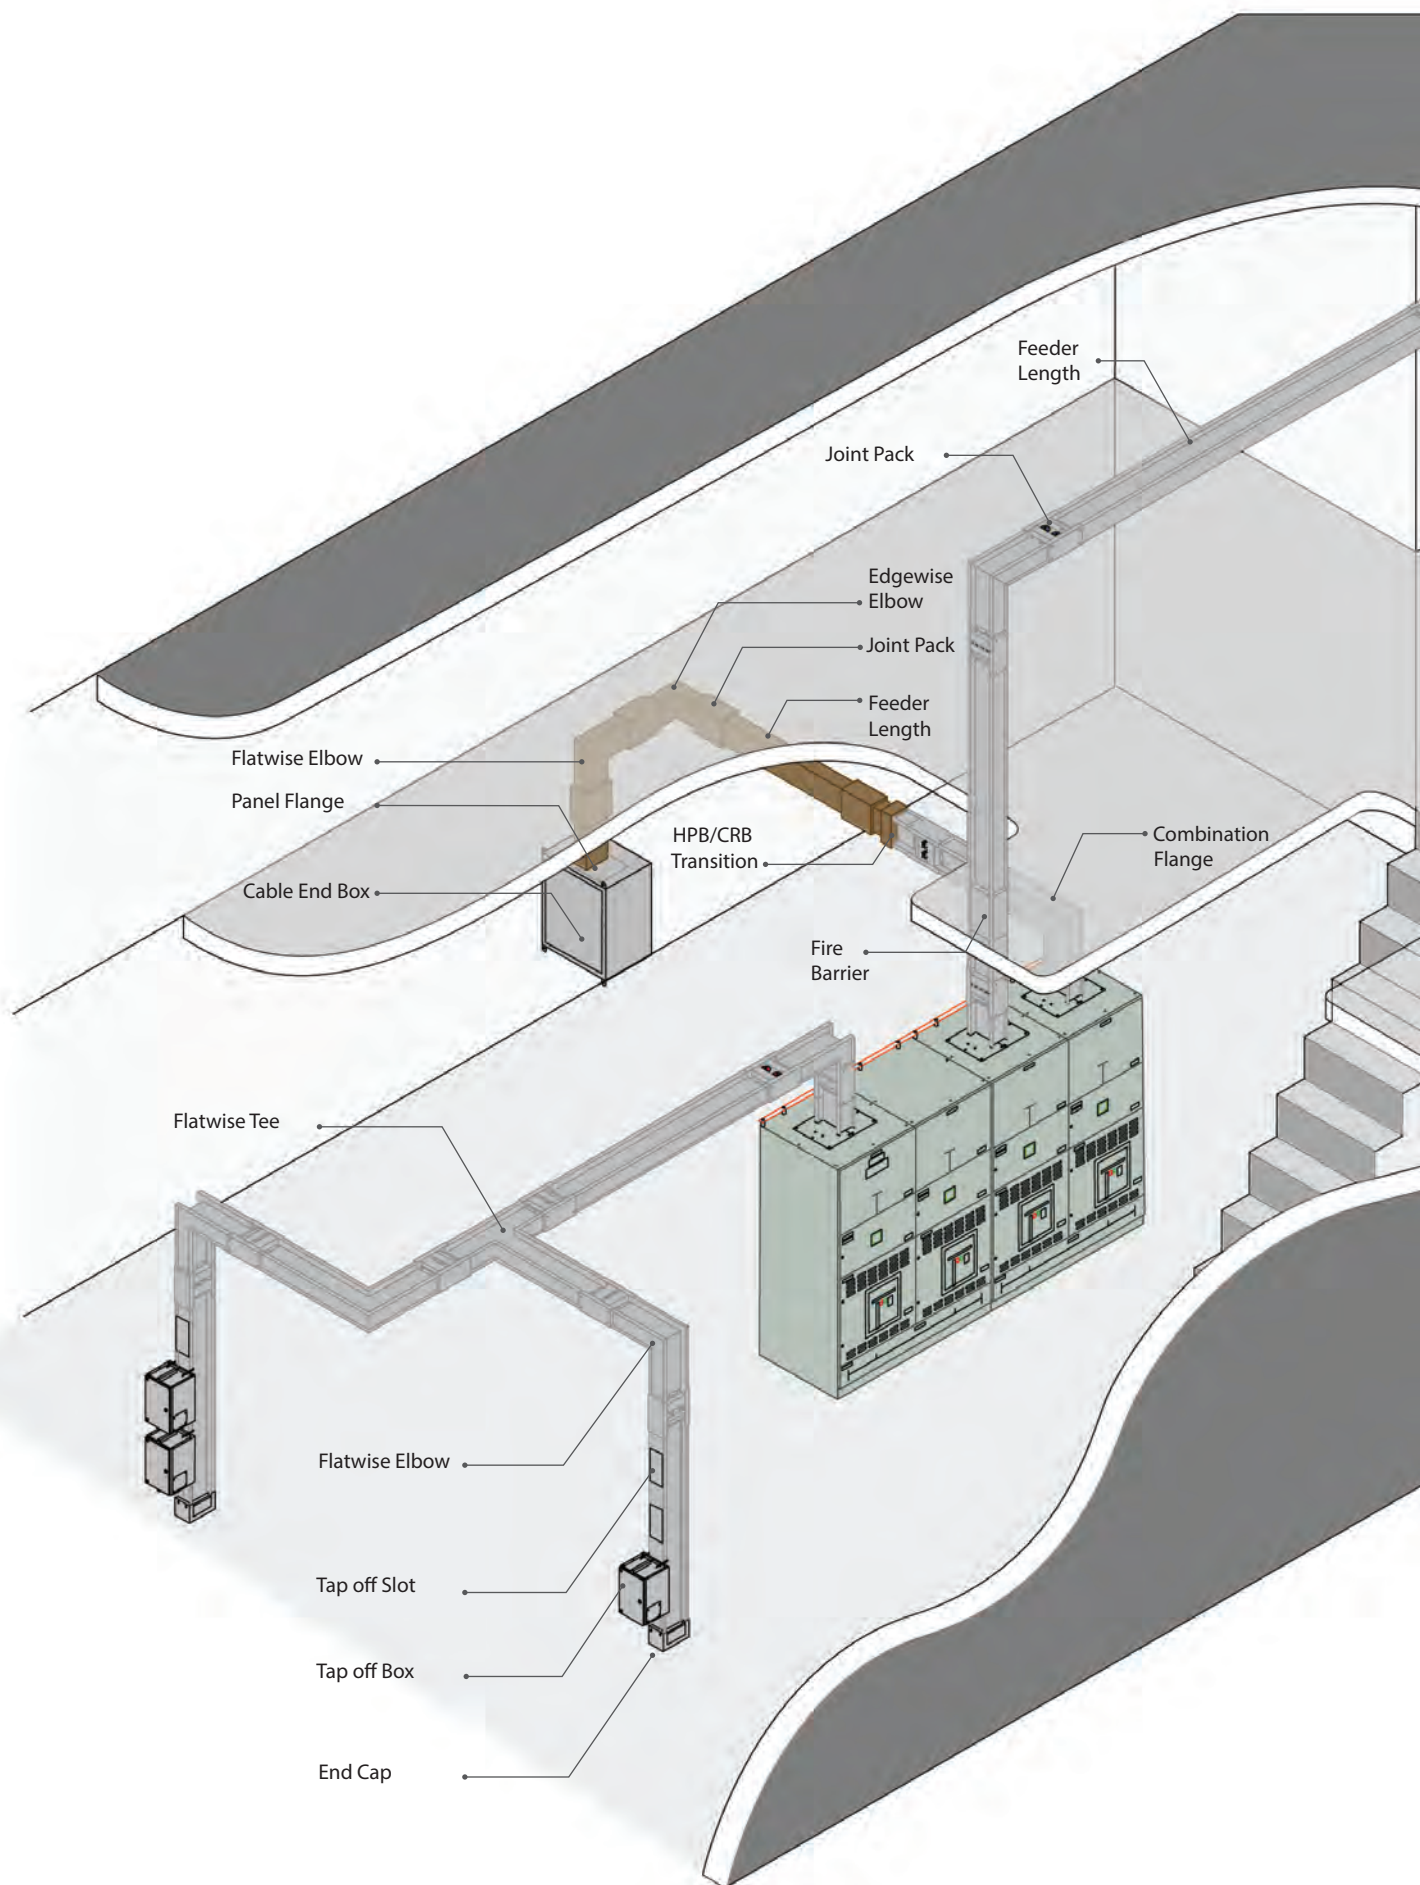 Feeder
Length
Joint Pack
Edgewise
Elbow
Joint Pack
Feeder
Length
Flatwise Elbow
Panel Flange
HPB/CRB
Transition
Combination
Flange
Cable End Box
Fire
Barrier
Flatwise Tee
Flatwise Elbow
Tap off Slot
Tap off Box
End Cap